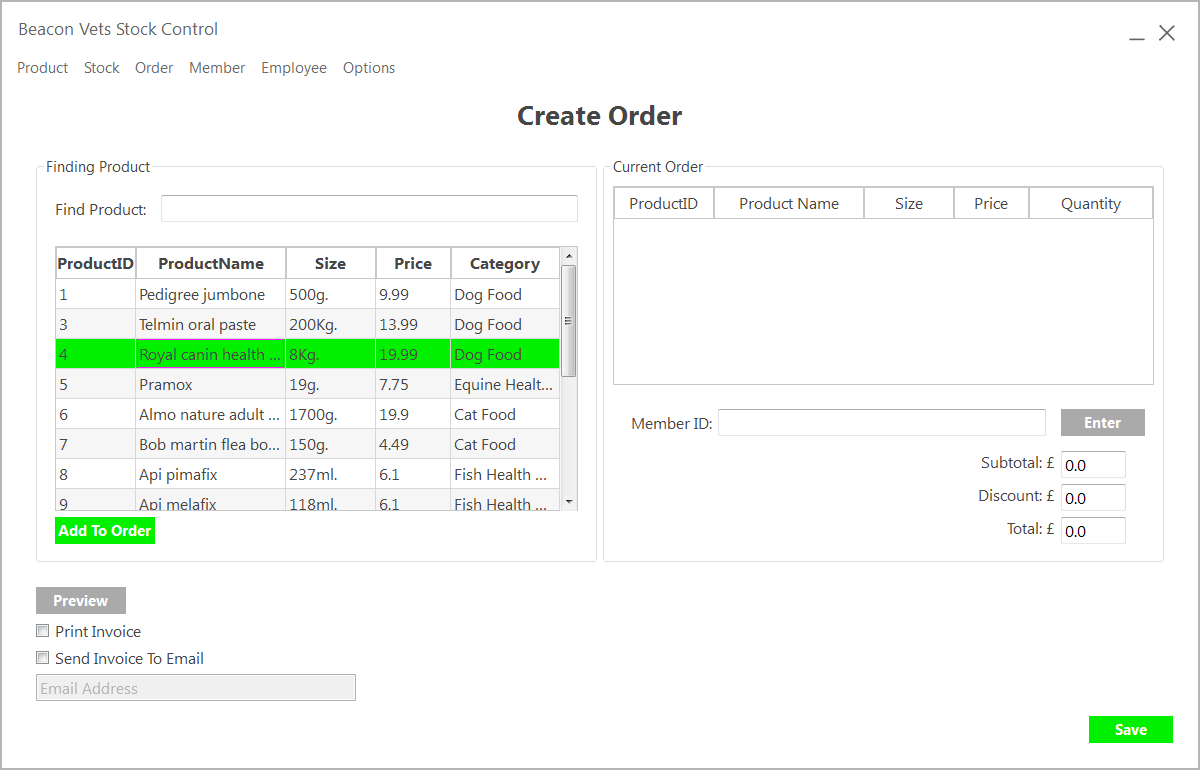 Beacon Vets Stock Control
Product Stock Order Member Employee Options
Create Order
Finding Product
Find Product:
ProductID ProductName Size Price Category
1 Pedigree jumbone 500g. 9.99 Dog Food
3 Telmin oral paste 200Kg. 13.99 Dog Food
4 Royal canin health ... 8Kg. 19.99 Dog Food
5 Pramox 19g. 7.75 Equine Healt...
6 Almo nature adult ... 1700g. 19.9 Cat Food
7 Bob martin flea bo... 150g. 4.49 Cat Food
8 Api pimafix 237ml. 6.1 Fish Health ...
9 Api melafix 118ml. 6.1 Fish Health ...
Add To Order
Current Order
ProductID Product Name Size Price Quantity
Member ID: Enter
Subtotal: £ 0.0
Discount: £ 0.0
Total: £ 0.0
Preview
Print Invoice
Send Invoice To Email
Email Address
Save